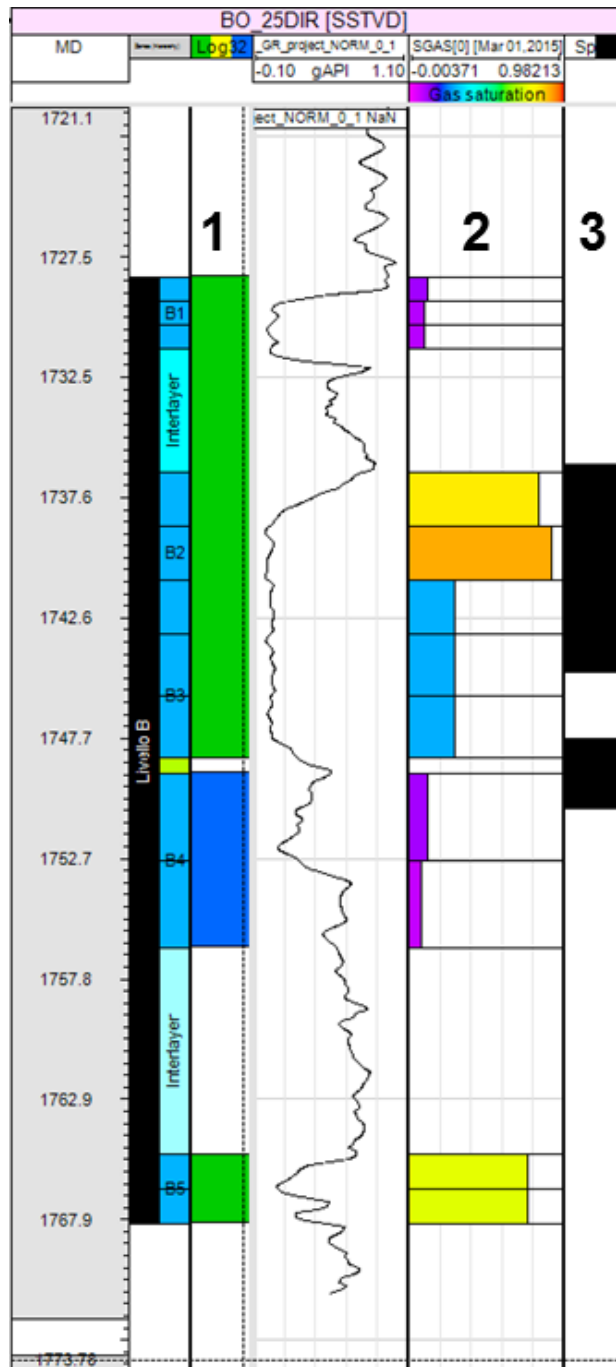 BO_25DIR [SSTVD]
MD
Log32
_GR_project_NORM_0_1
SGAS[0] [Mar 01,2015]
Sp
-0.10 gAPI 1.10
-0.00371 0.98213
Gas saturation
1721.1
ject_NORM_0_1 NaN
1 2 3
1727.5
B1
1732.5
Interlayer
1737.6
B2
1742.6
B3
1747.7
Livello B
1752.7
B4
1757.8
Interlayer
1762.9
B5
1767.9
1773.78